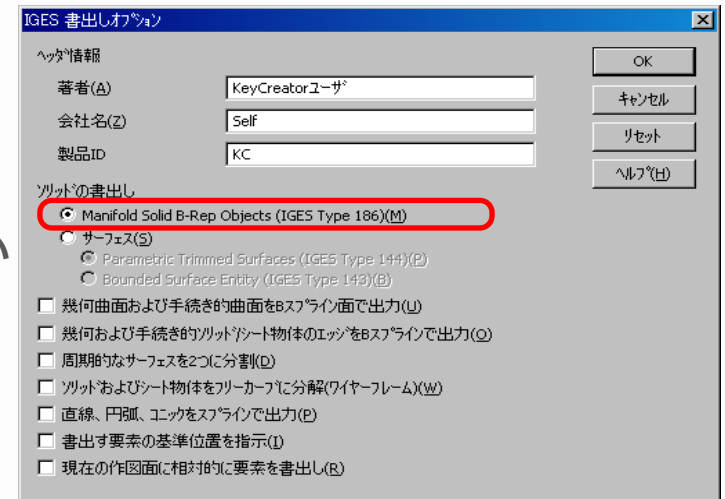 IGES 書出しオプション
ヘッダ情報
OK
著者(A)
KeyCreatorユーザ
キャンセル
会社名(Z)
Self
リセット
製品ID
KC
ヘルプ(H)
ソリッドの書出し
Manifold Solid B-Rep Objects (IGES Type 186)(M)
サーフェス(S)
Parametric Trimmed Surfaces (IGES Type 144)(P)
Bounded Surface Entity (IGES Type 143)(B)
幾何曲面および手続き的曲面をBスプライン面で出力(U)
幾何および手続き的ソリッド/シート物体のエッジをBスプラインで出力(O)
周期的なサーフェスを2つに分割(D)
ソリッドおよびシート物体をフリーカーブに分解(ワイヤーフレーム)(W)
直線、円弧、コニックをスプラインで出力(P)
書出す要素の基準位置を指示(I)
現在の作図面に相対的に要素を書出し(R)